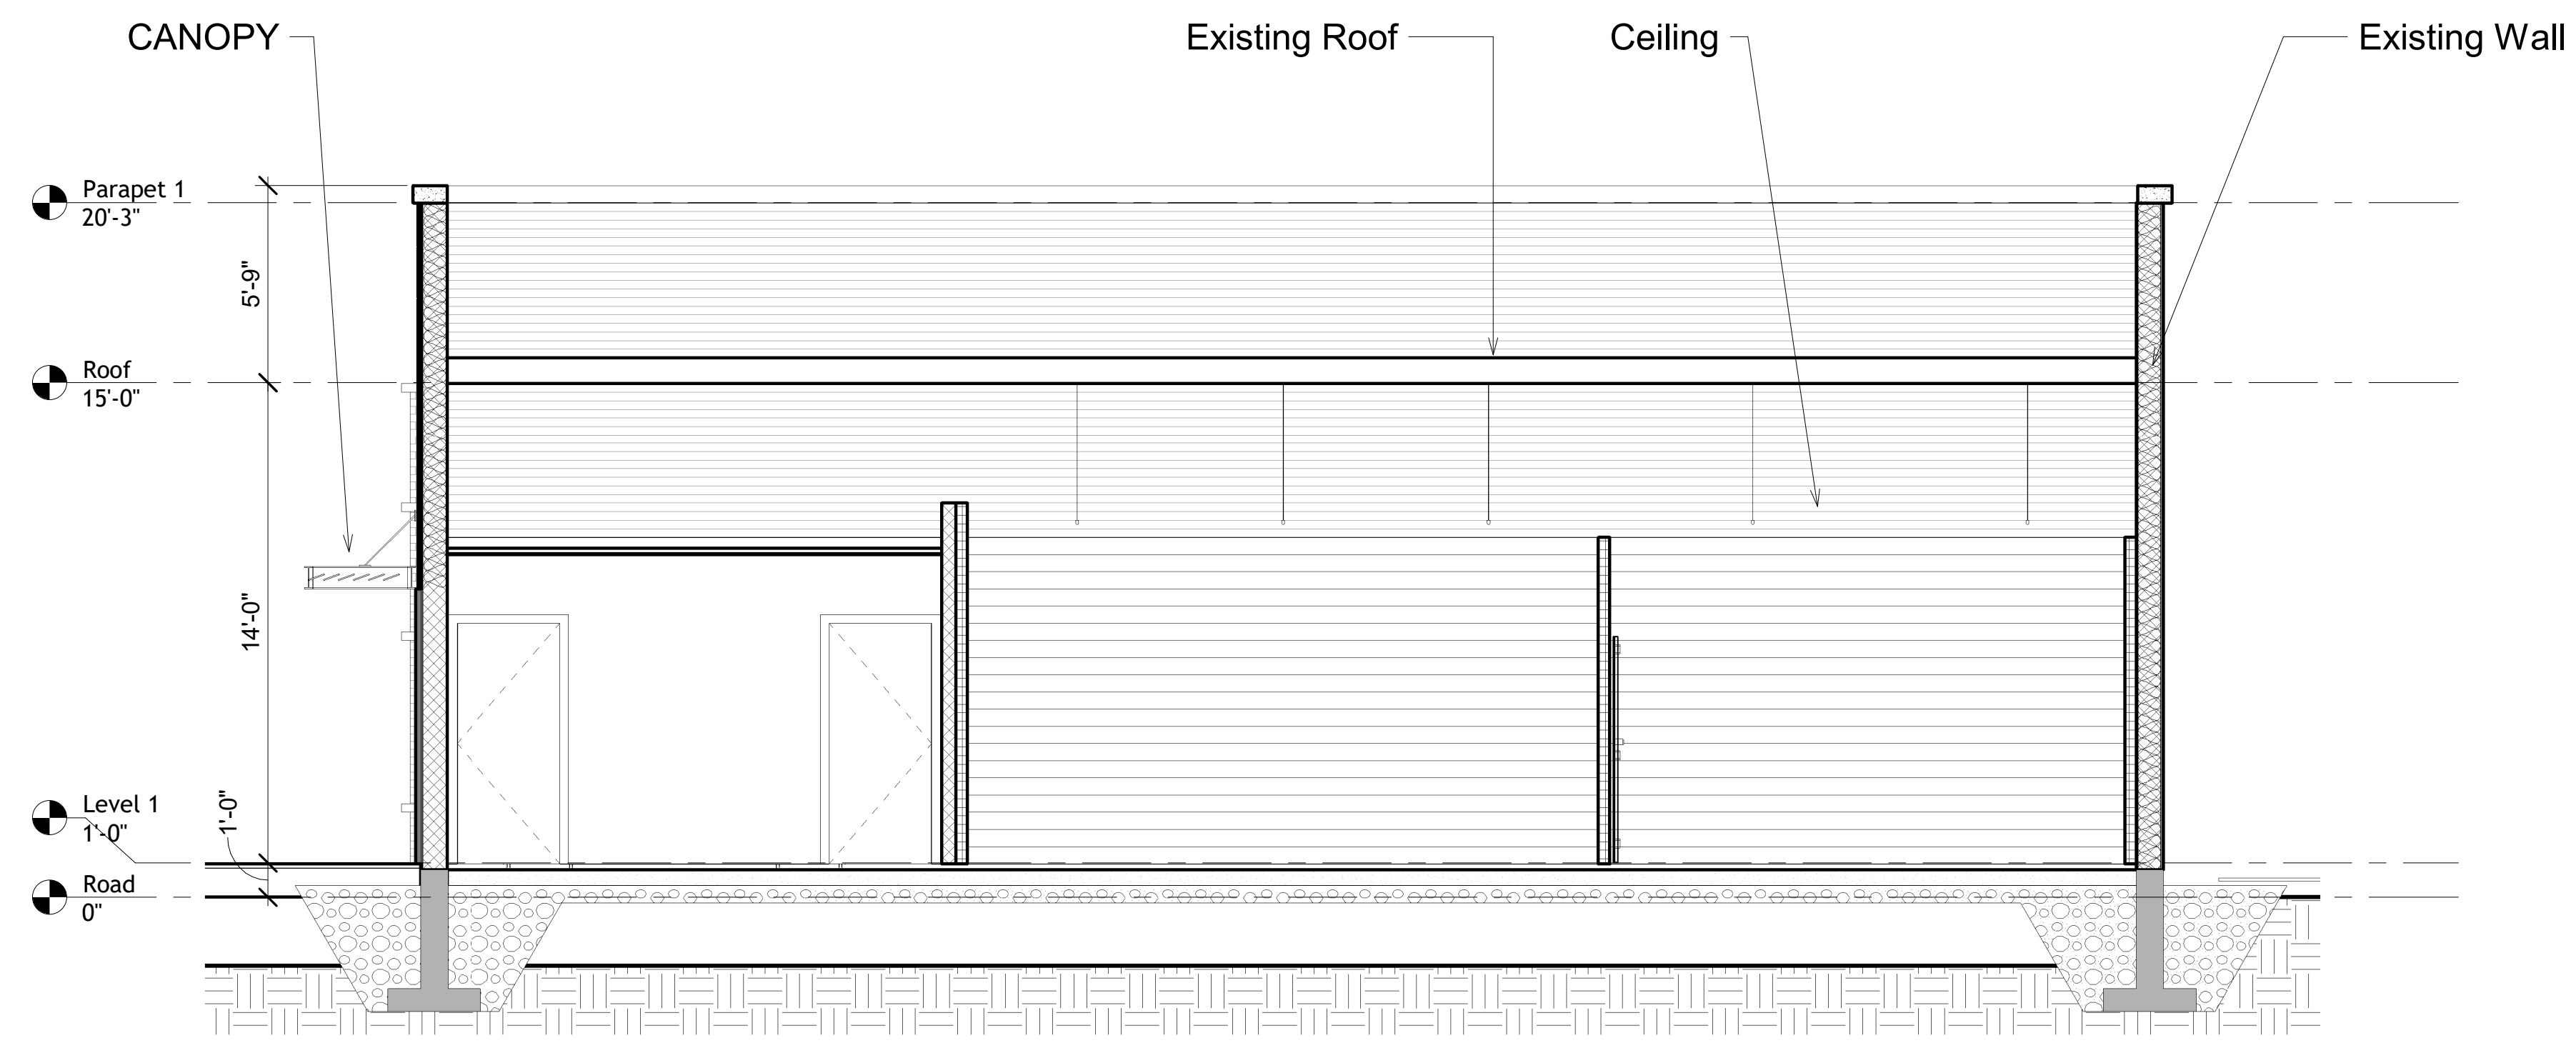 CANOPY
Existing Roof
Ceiling
Existing Wall
Parapet 1
20'-3"
5'-9"
Roof
15'-0"
14'-0"
Level 1
1'-0"
1'-0"
Road
0"